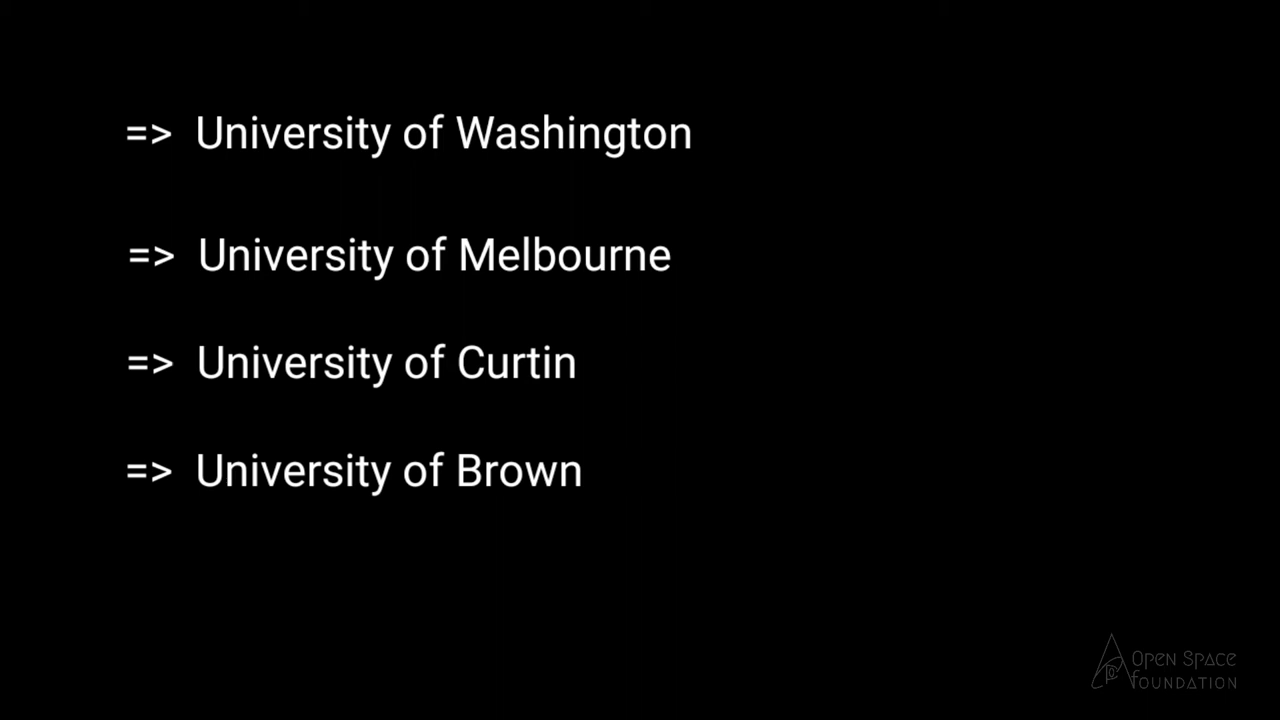 => University of Washington
=> University of Melbourne
=> University of Curtin
=> University of Brown
Open Space
Foundation